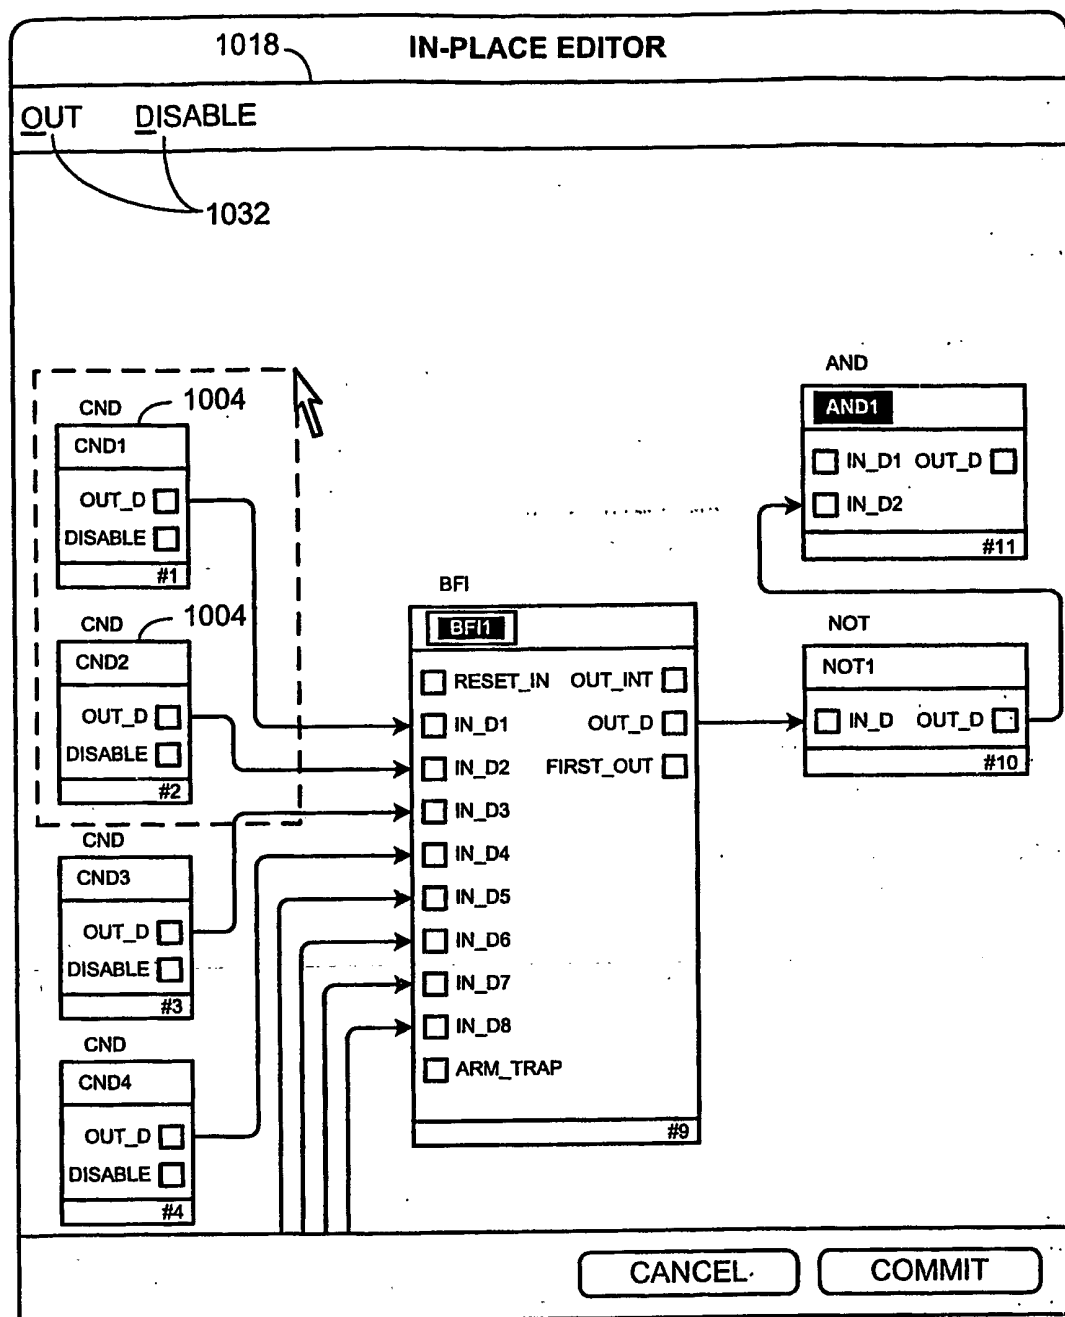 1018
IN-PLACE EDITOR
OUT DISABLE
1032
CND 1004
CND1
OUT_D
DISABLE
#1
CND 1004
CND2
OUT_D
DISABLE
#2
CND
CND3
OUT_D
DISABLE
#3
CND
CND4
OUT_D
DISABLE
#4
BFI
BFI1
RESET_IN OUT_INT
IN_D1 OUT_D
IN_D2 FIRST_OUT
IN_D3
IN_D4
IN_D5
IN_D6
IN_D7
IN_D8
ARM_TRAP
#9
AND
AND1
IN_D1 OUT_D
IN_D2
#11
NOT
NOT1
IN_D OUT_D
#10
CANCEL COMMIT